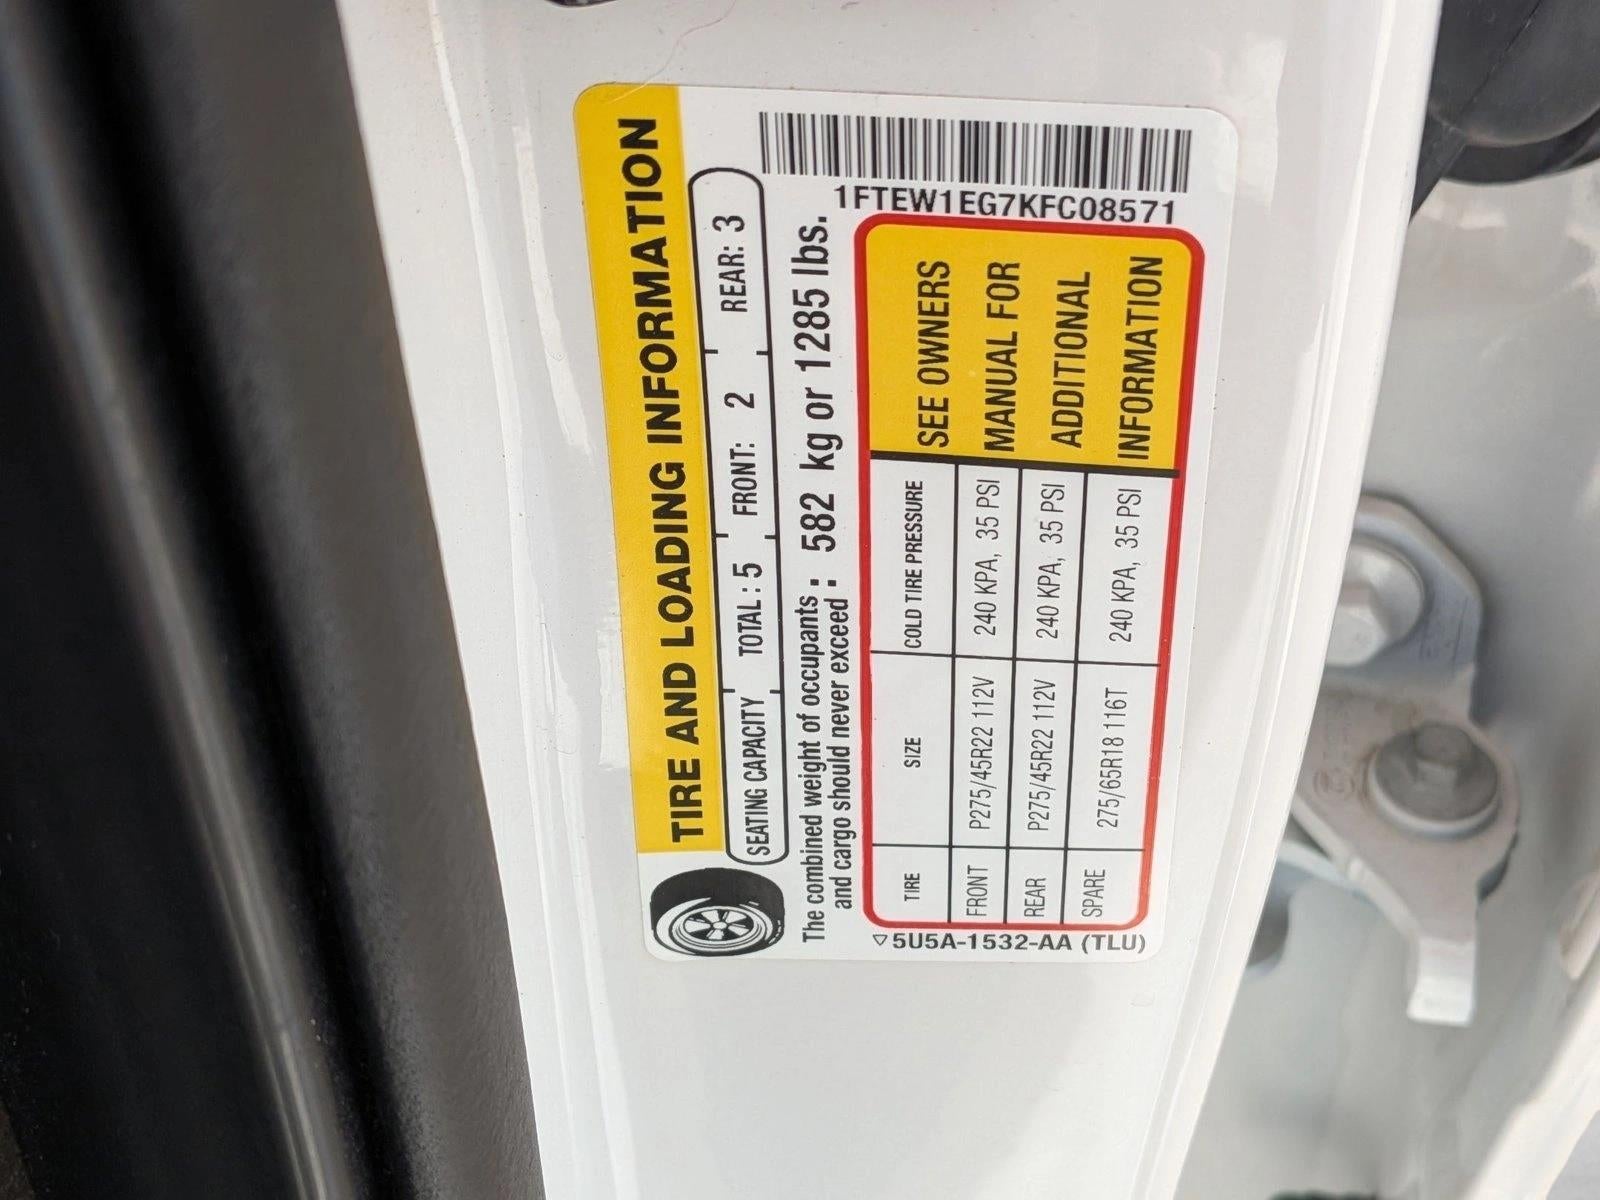 TIRE AND LOADING INFORMATION
SEATING CAPACITY TOTAL : 5 FRONT: 2 REAR: 3
The combined weight of occupants : 582 kg or 1285 lbs.
and cargo should never exceed :
TIRE SIZE COLD TIRE PRESSURE
FRONT P275/45R22 112V 240 KPA, 35 PSI
REAR P275/45R22 112V 240 KPA, 35 PSI
SPARE 275/65R18 116T 240 KPA, 35 PSI
SEE OWNERS
MANUAL FOR
ADDITIONAL
INFORMATION
5U5A-1532-AA (TLU)
1FTEW1EG7KFC08571